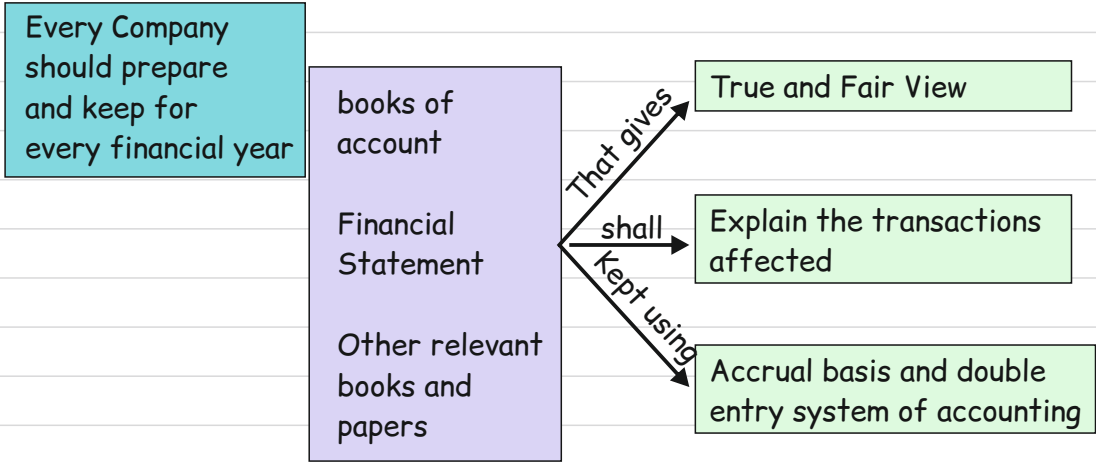 Every Company
should prepare
and keep for
every financial year
books of
account
Financial
Statement
Other relevant
books and
papers
That gives
True and Fair View
shall
Explain the transactions
affected
Kept using
Accrual basis and double
entry system of accounting